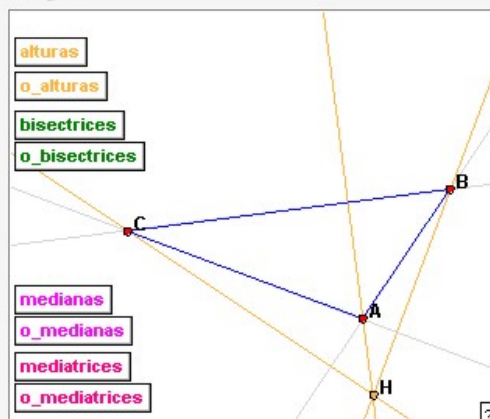 alturas
o_alturas
bisectrices
o_bisectrices
B
C
medianas
o_medianas
A
mediatrices
H
o_mediatrices